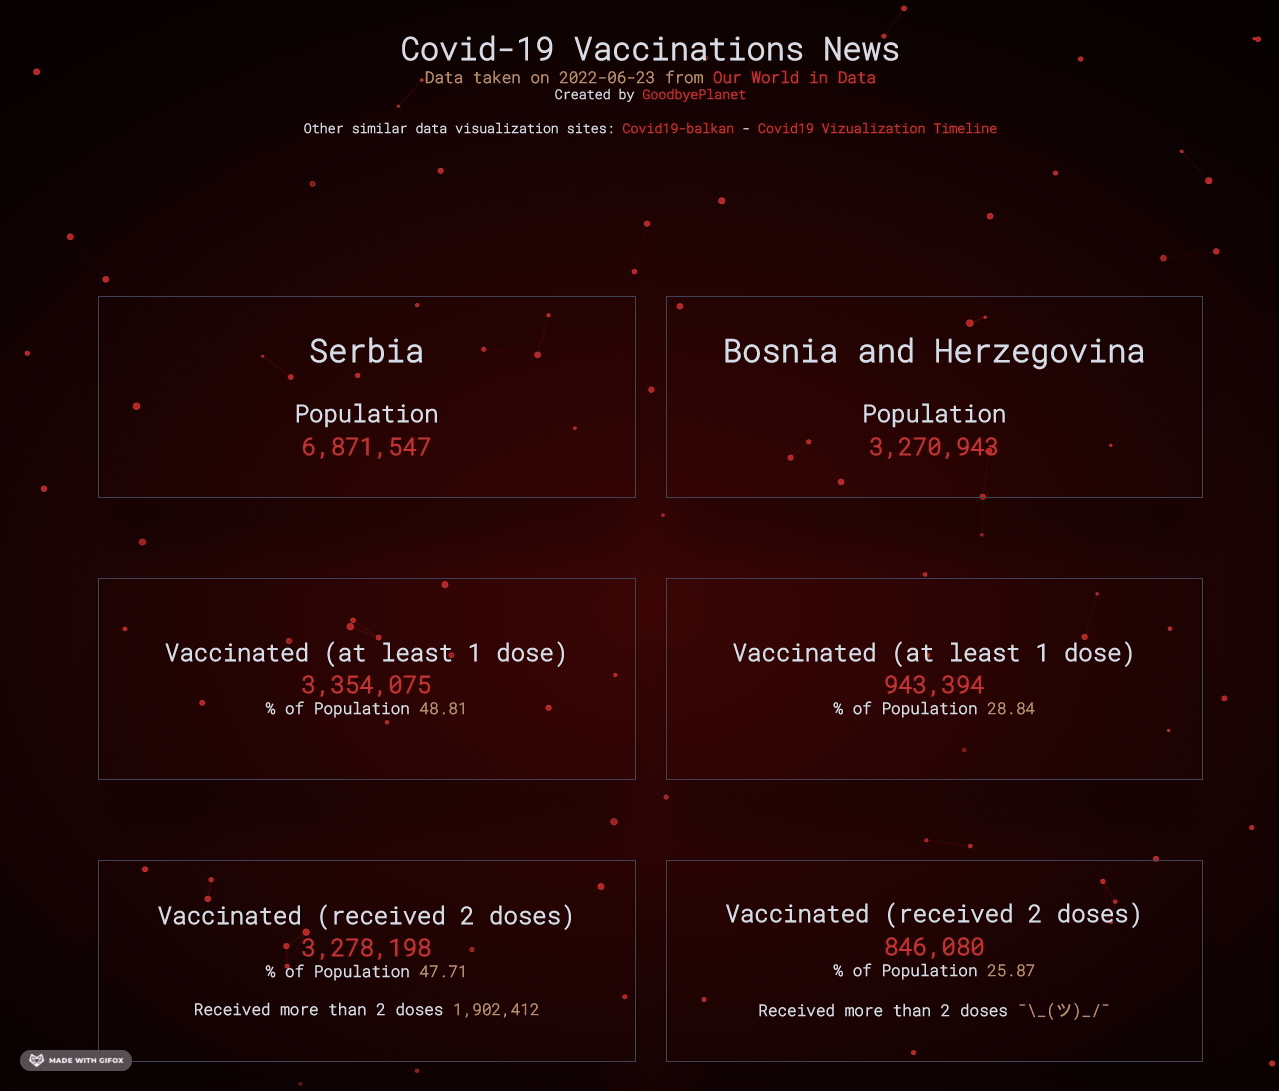 Covid-19 Vaccinations News
Data taken on 2022-06-23 from Our World in Data
Created by GoodbyePlanet
Other similar data visualization sites: Covid19-balkan - Covid19 Vizualization Timeline
Serbia
Population
6,871,547
Bosnia and Herzegovina
Population
3,270,943
Vaccinated (at least 1 dose)
3,354,075
% of Population 48.81
Vaccinated (at least 1 dose)
943,394
% of Population 28.84
Vaccinated (received 2 doses)
3,278,198
% of Population 47.71
Received more than 2 doses 1,902,412
Vaccinated (received 2 doses)
846,080
% of Population 25.87
Received more than 2 doses ¯\_(ツ)_/¯
MADE WITH GIFOX